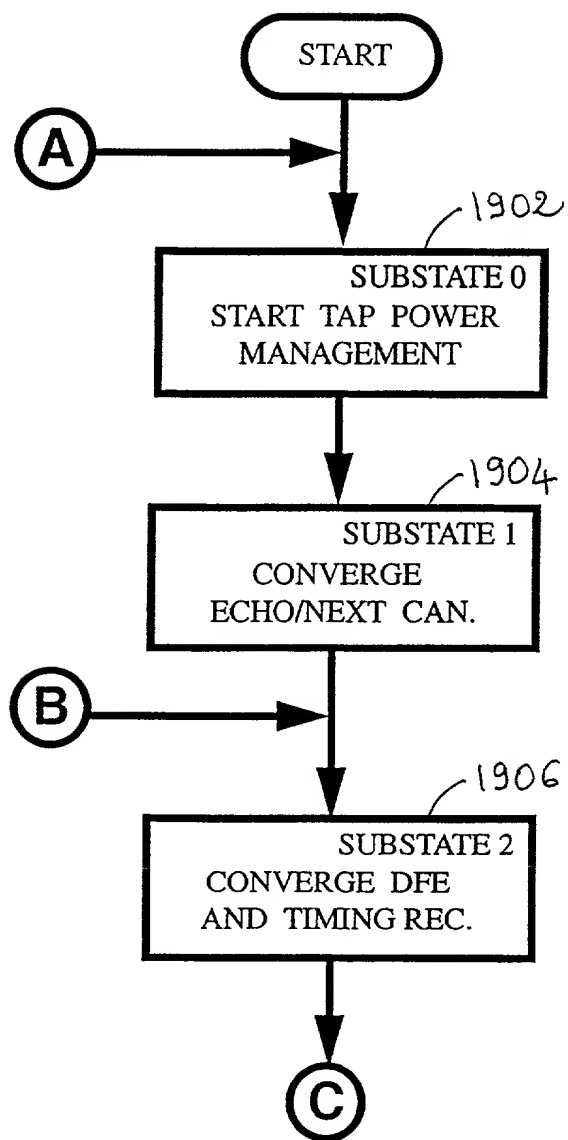 START
A
1902
SUBSTATE 0
START TAP POWER
MANAGEMENT
1904
SUBSTATE 1
CONVERGE
ECHO/NEXT CAN.
B
1906
SUBSTATE 2
CONVERGE DFE
AND TIMING REC.
C